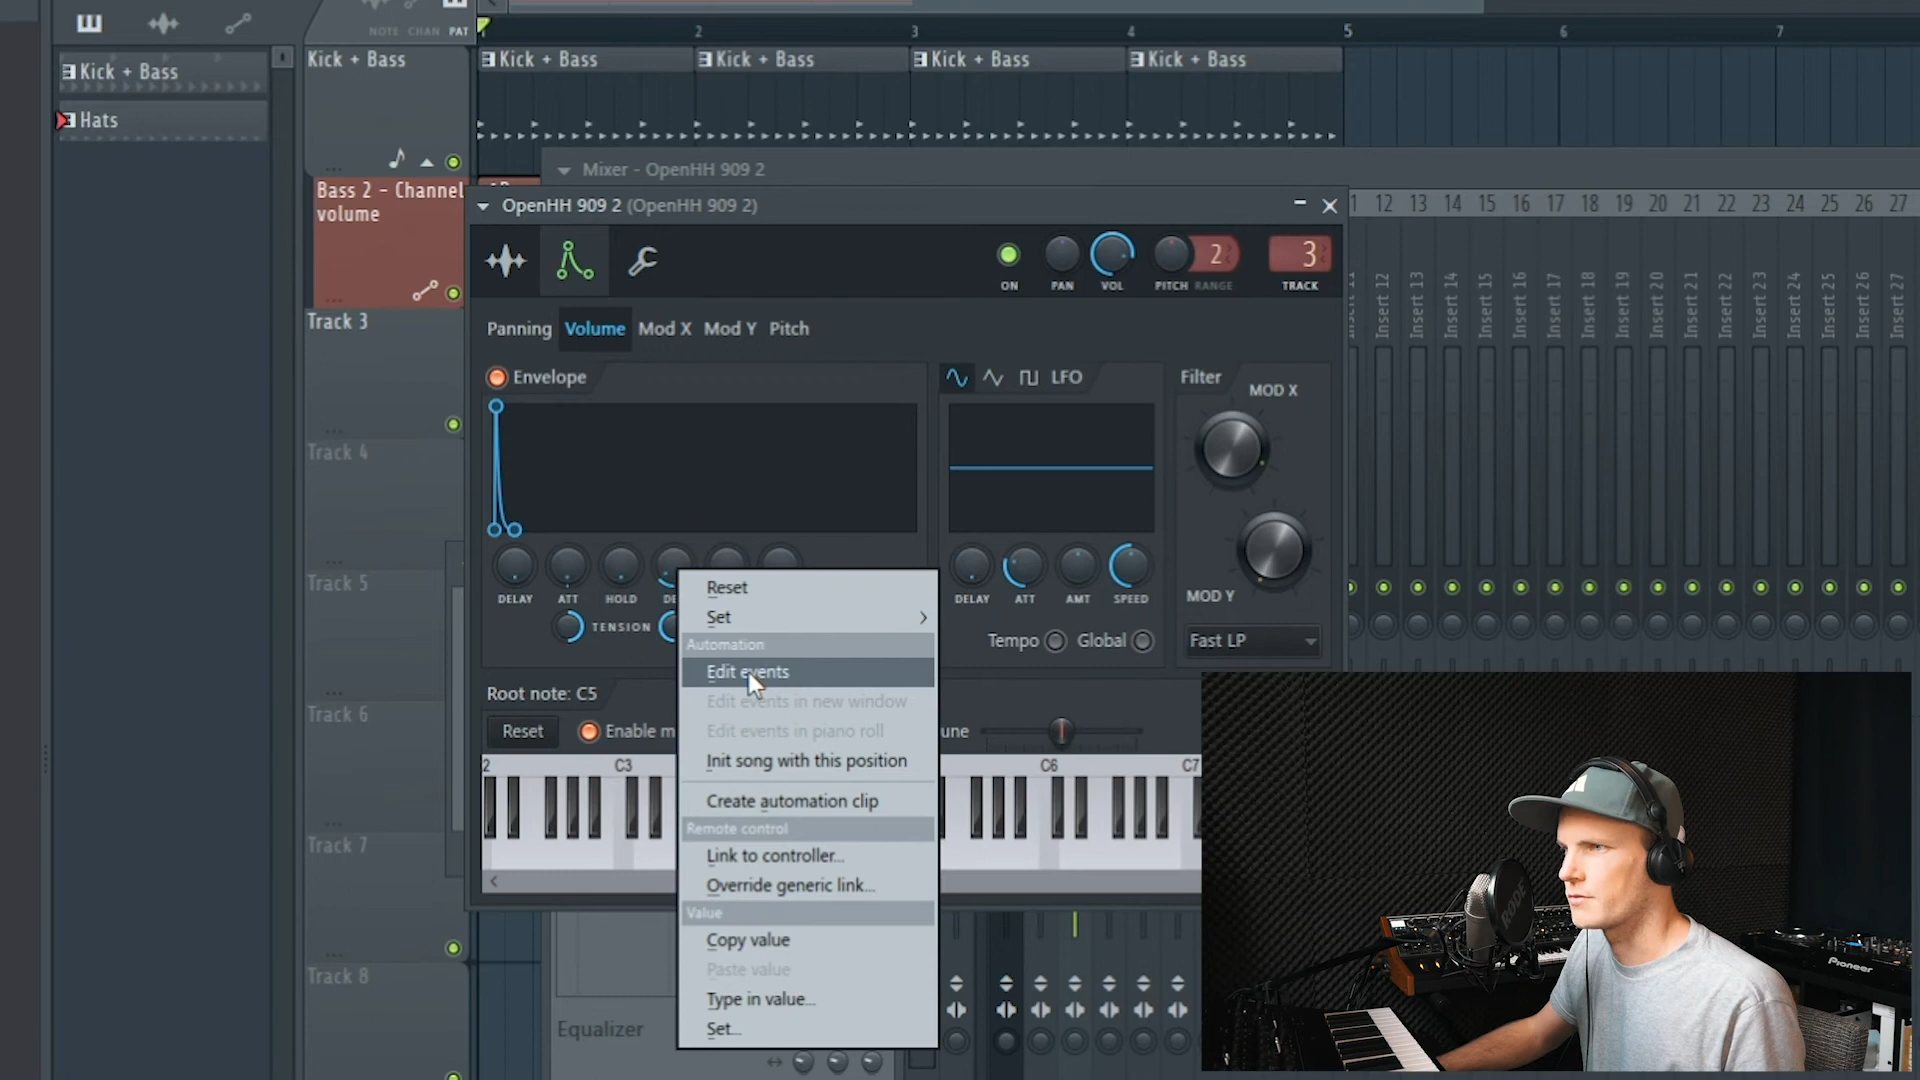 NOTE CHAN PAT
2 3 4 5 6 7
Kick + Bass
Hats
Kick + Bass
Kick + Bass Kick + Bass Kick + Bass Kick + Bass
Bass 2 - Channel
volume
Track 3
Track 4
Track 5
Track 6
Track 7
Track 8
Mixer - OpenHH 909 2
OpenHH 909 2 (OpenHH 909 2)
12 13 14 15 16 17 18 19 20 21 22 23 24 25 26 27
Insert 12
Insert 13
Insert 14
Insert 15
Insert 16
Insert 17
Insert 18
Insert 19
Insert 20
Insert 21
Insert 22
Insert 23
Insert 24
Insert 25
Insert 26
Insert 27
2 3
ON PAN VOL PITCH RANGE TRACK
Panning Volume Mod X Mod Y Pitch
Envelope
LFO
Filter
MOD X
DELAY ATT HOLD
TENSION
DELAY ATT AMT SPEED
MOD Y
Tempo Global
Fast LP
Root note: C5
Reset
C3 C6 C7
Reset
Set
Automation
Edit events
Edit events in new window
Edit events in piano roll
Init song with this position
Create automation clip
Remote control
Link to controller...
Override generic link...
Value
Copy value
Paste value
Type in value...
Set...
Equalizer
RODE
Pioneer